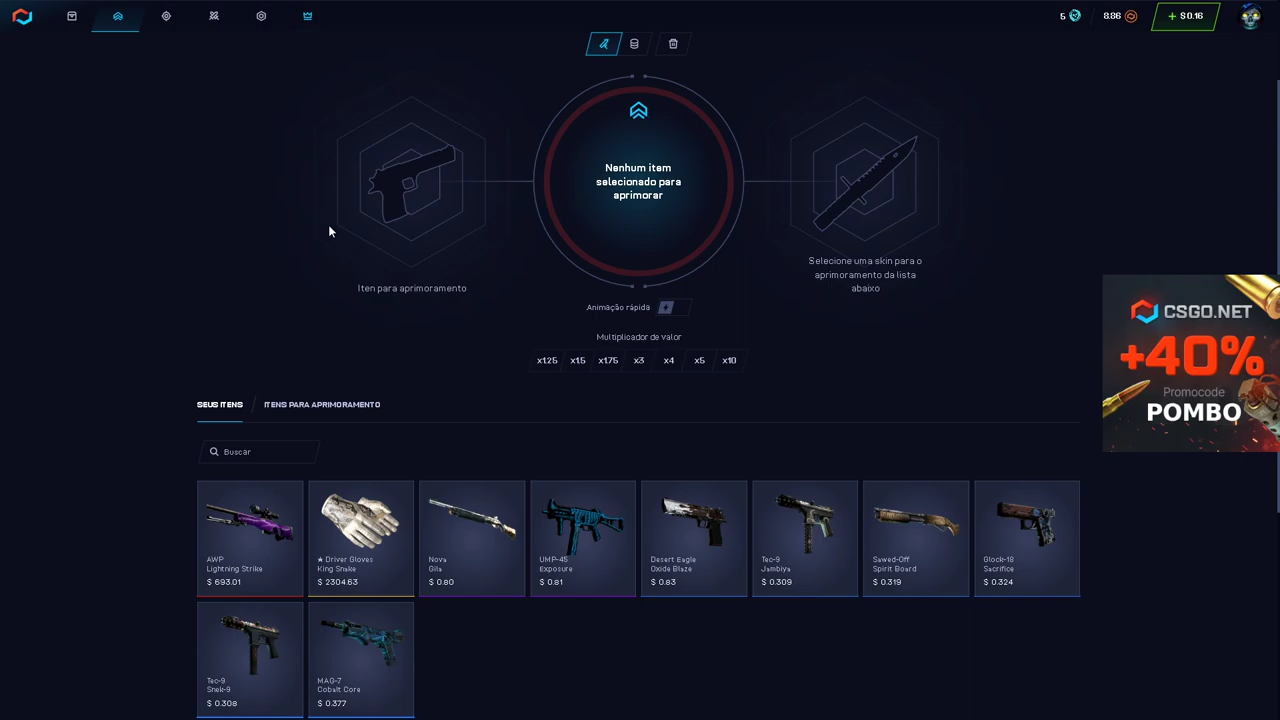 5
8.86
+ $ 0.16
Nenhum item
selecionado para
aprimorar
Iten para aprimoramento
Selecione uma skin para o
aprimoramento da lista
abaixo
Animação rápida
Multiplicador de valor
x1.25 x1.5 x1.75 x3 x4 x5 x10
CSGO.NET
+40%
Promocode
POMBO
SEUS ITENS / ITENS PARA APRIMORAMENTO
Buscar
AWP
Lightning Strike
$ 693.01
★ Driver Gloves
King Snake
$ 2304.63
Nova
Gila
$ 0.80
UMP-45
Exposure
$ 0.81
Desert Eagle
Oxide Blaze
$ 0.83
Tec-9
Jambiya
$ 0.309
Sawed-Off
Spirit Board
$ 0.319
Glock-18
Sacrifice
$ 0.324
Tec-9
Snek-9
$ 0.308
MAG-7
Cobalt Core
$ 0.377